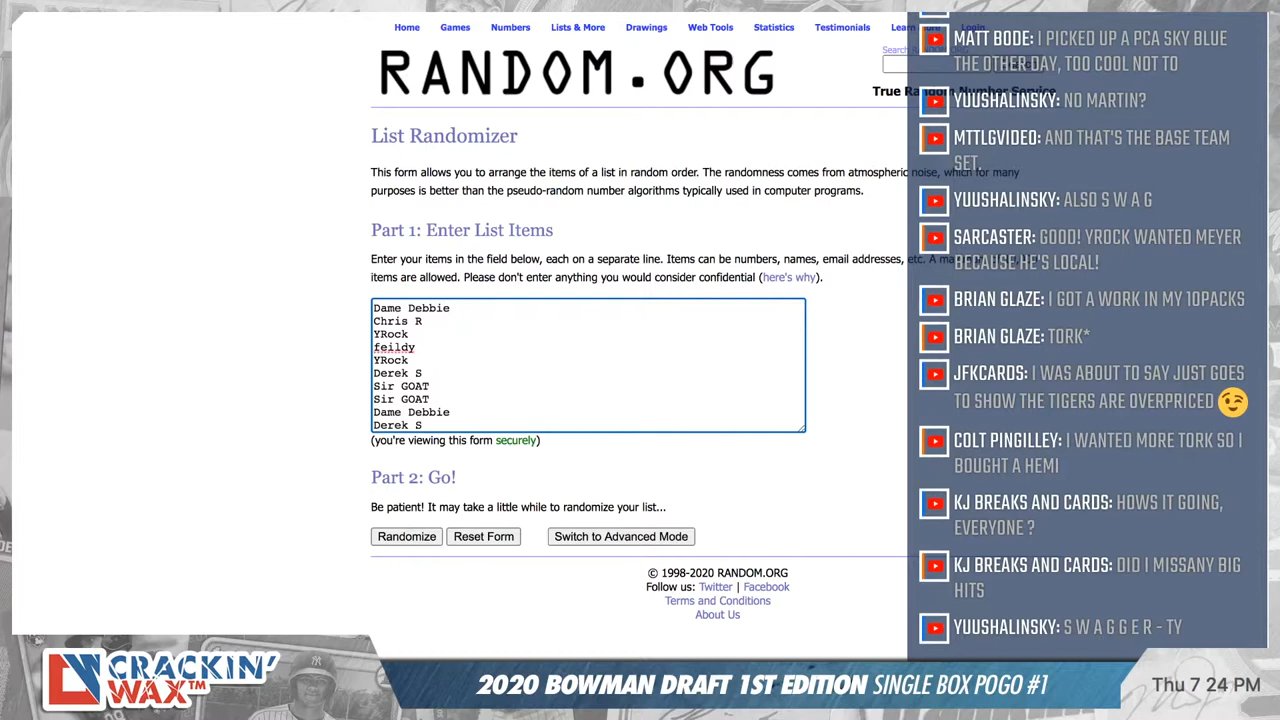 Home Games Numbers Lists & More Drawings Web Tools Statistics Testimonials Learn More Login
Search RANDOM.ORG
RANDOM.ORG
True Random Number Service
List Randomizer
This form allows you to arrange the items of a list in random order. The randomness comes from atmospheric noise, which for many
purposes is better than the pseudo-random number algorithms typically used in computer programs.
Part 1: Enter List Items
Enter your items in the field below, each on a separate line. Items can be numbers, names, email addresses, etc. A
items are allowed. Please don't enter anything you would consider confidential (here's why).
Dame Debbie
Chris R
YRock
feildy
YRock
Derek S
Sir GOAT
Sir GOAT
Dame Debbie
Derek S
(you're viewing this form securely)
Part 2: Go!
Be patient! It may take a little while to randomize your list...
Randomize Reset Form Switch to Advanced Mode
© 1998-2020 RANDOM.ORG
Follow us: Twitter | Facebook
Terms and Conditions
About Us
MATT BODE: I PICKED UP A PCA SKY BLUE
THE OTHER DAY, TOO COOL NOT TO
YUUSHALINSKY: NO MARTIN?
MTTLGVIDEO: AND THAT'S THE BASE TEAM
SET.
YUUSHALINSKY: ALSO S W A G
SARCASTER: GOOD! YROCK WANTED MEYER
BECAUSE HE'S LOCAL!
BRIAN GLAZE: I GOT A WORK IN MY 10PACKS
BRIAN GLAZE: TORK*
JFKCARDS: I WAS ABOUT TO SAY JUST GOES
TO SHOW THE TIGERS ARE OVERPRICED 😉
COLT PINGILLEY: I WANTED MORE TORK SO I
BOUGHT A HEMI
KJ BREAKS AND CARDS: HOWS IT GOING,
EVERYONE ?
KJ BREAKS AND CARDS: DID I MISSANY BIG
HITS
YUUSHALINSKY: S W A G G E R - TY
CRACKIN'
WAX™
2020 BOWMAN DRAFT 1ST EDITION SINGLE BOX POGO #1
Thu 7 24 PM